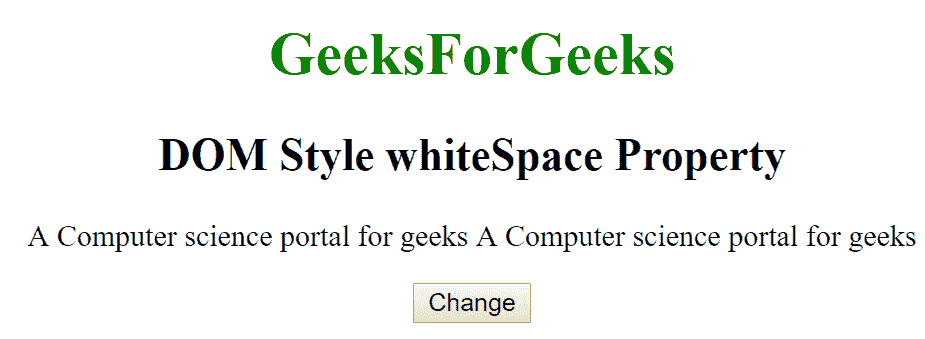 GeeksForGeeks
DOM Style whiteSpace Property
A Computer science portal for geeks A Computer science portal for geeks
Change